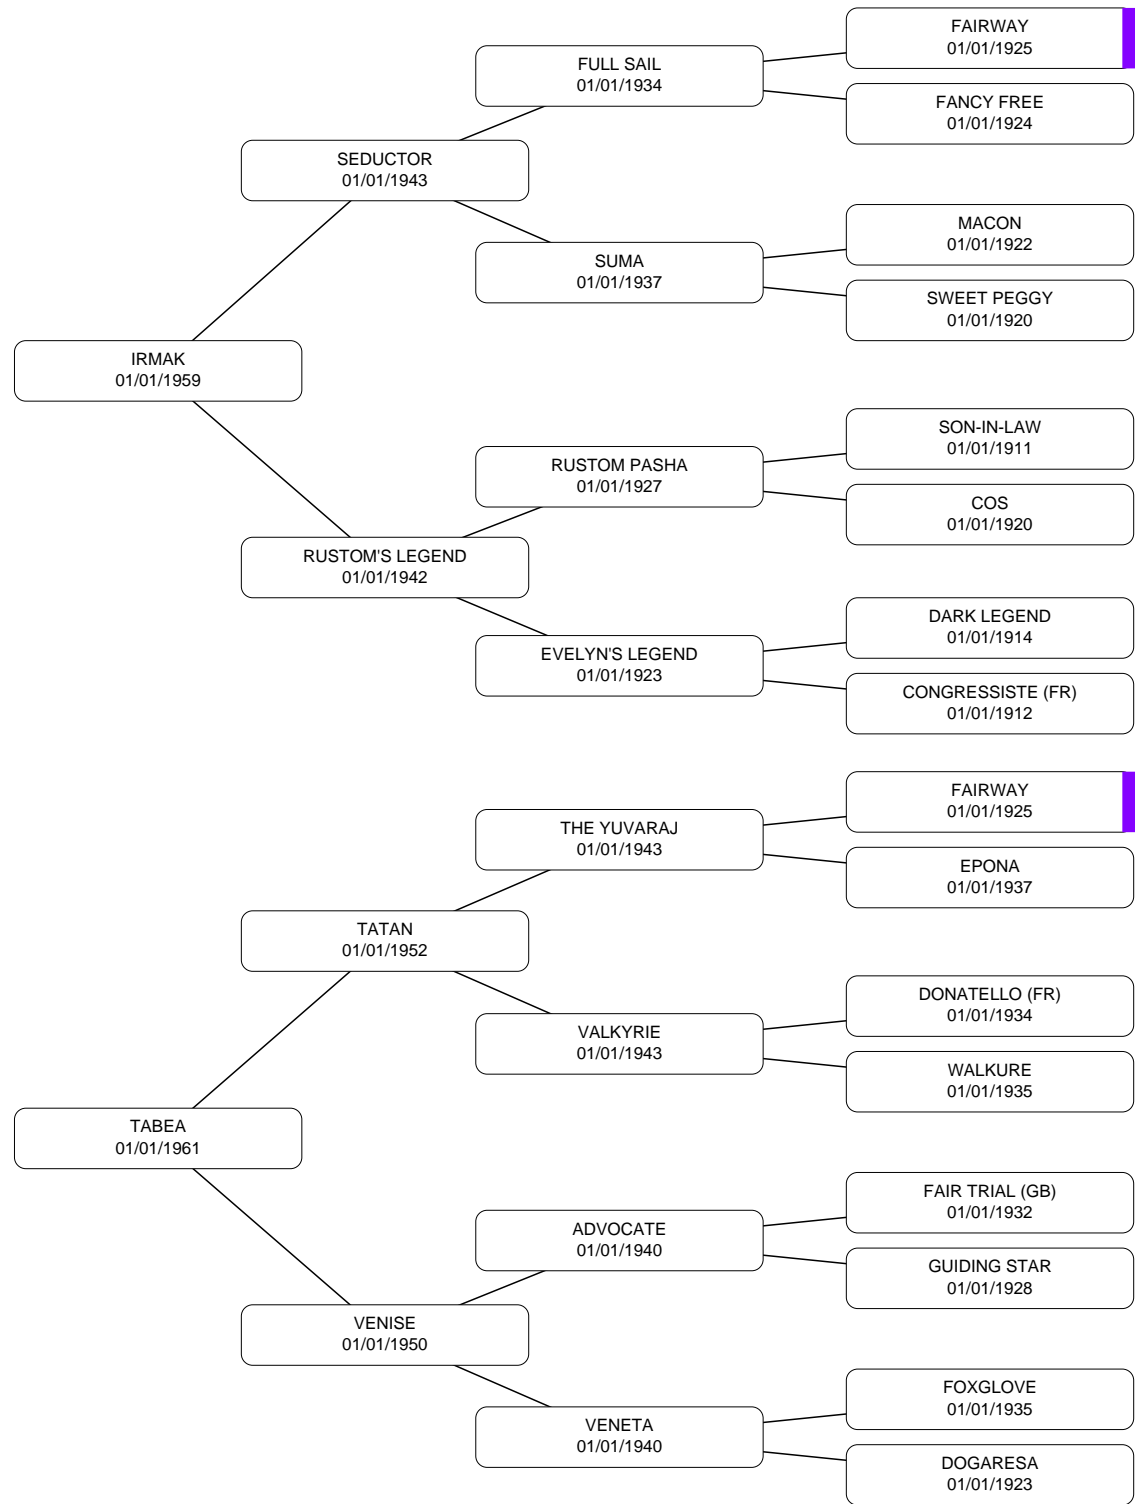 FAIRWAY
01/01/1925
FULL SAIL
01/01/1934
FANCY FREE
01/01/1924
SEDUCTOR
01/01/1943
MACON
01/01/1922
SUMA
01/01/1937
SWEET PEGGY
01/01/1920
IRMAK
01/01/1959
SON-IN-LAW
01/01/1911
RUSTOM PASHA
01/01/1927
COS
01/01/1920
RUSTOM'S LEGEND
01/01/1942
DARK LEGEND
01/01/1914
EVELYN'S LEGEND
01/01/1923
CONGRESSISTE (FR)
01/01/1912
FAIRWAY
01/01/1925
THE YUVARAJ
01/01/1943
EPONA
01/01/1937
TATAN
01/01/1952
DONATELLO (FR)
01/01/1934
VALKYRIE
01/01/1943
WALKURE
01/01/1935
TABEA
01/01/1961
FAIR TRIAL (GB)
01/01/1932
ADVOCATE
01/01/1940
GUIDING STAR
01/01/1928
VENISE
01/01/1950
FOXGLOVE
01/01/1935
VENETA
01/01/1940
DOGARESA
01/01/1923